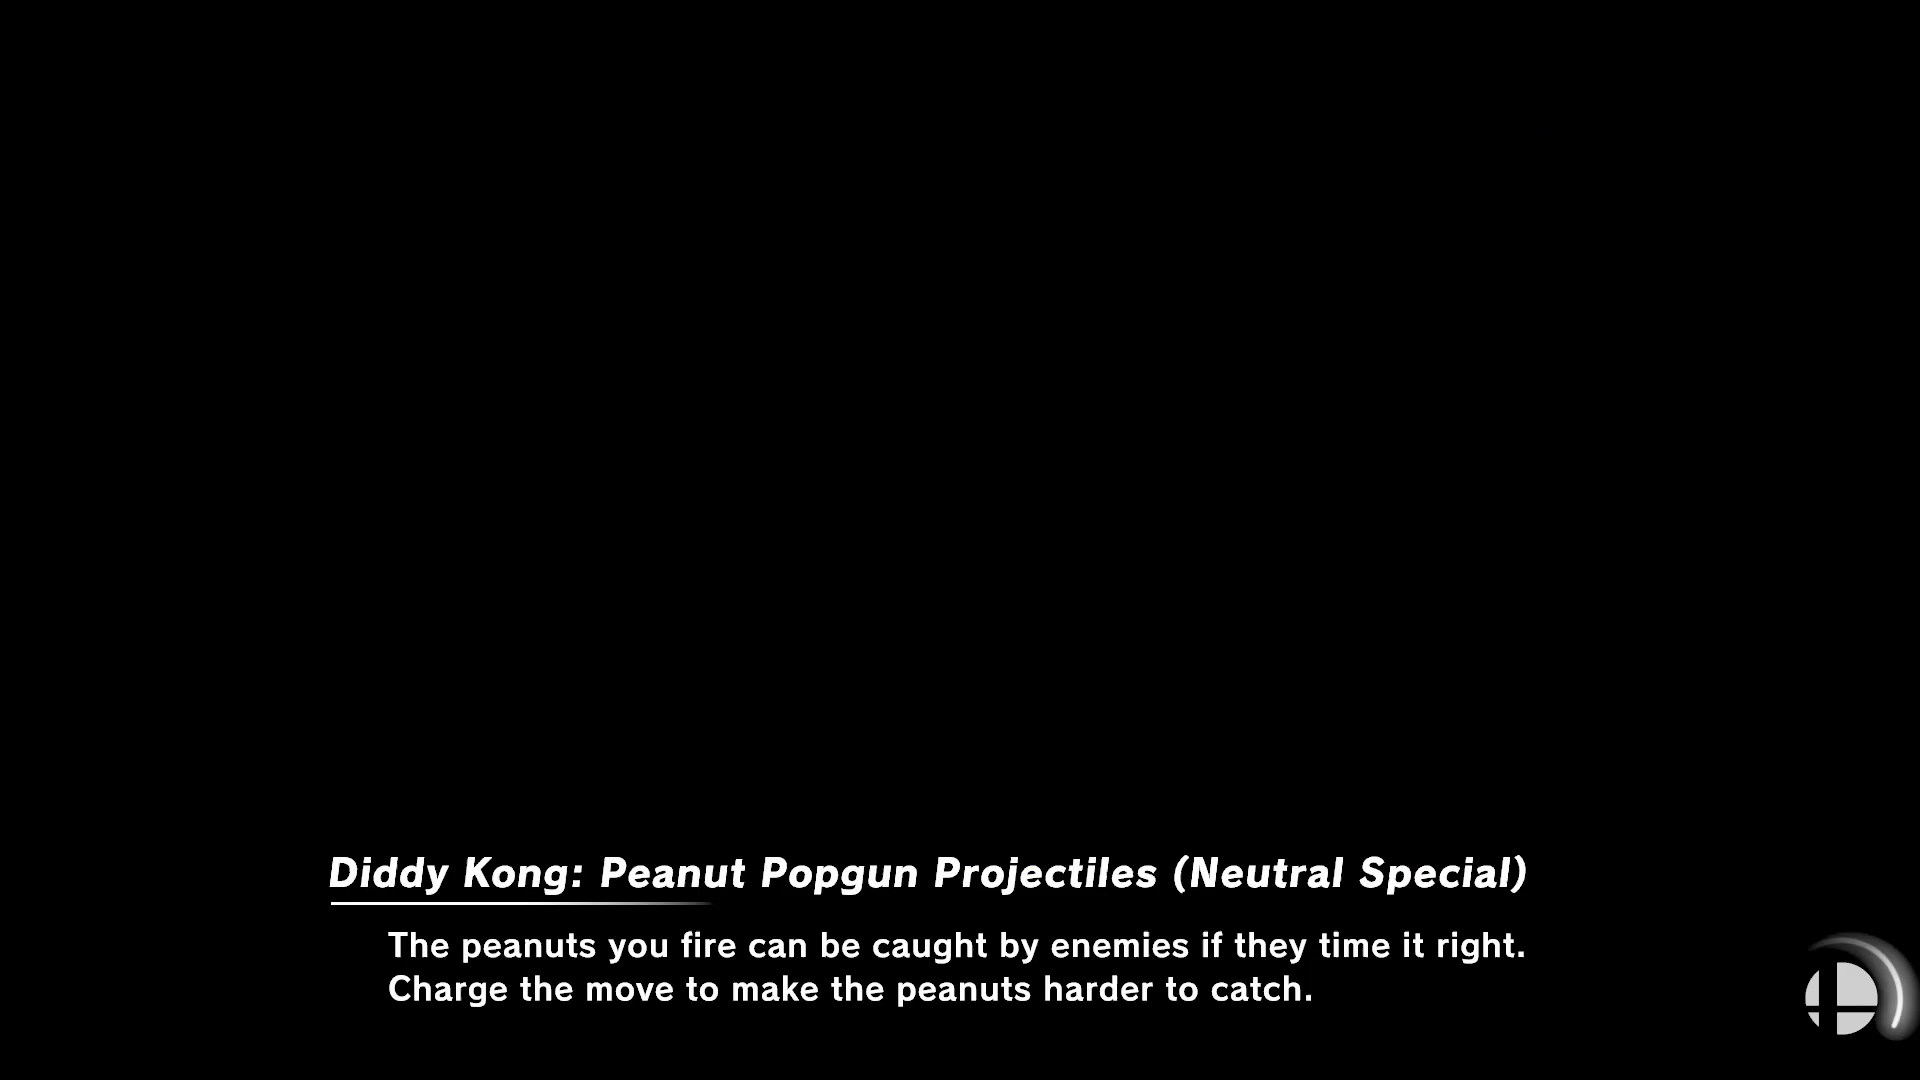 Diddy Kong: Peanut Popgun Projectiles (Neutral Special)
The peanuts you fire can be caught by enemies if they time it right.
Charge the move to make the peanuts harder to catch.